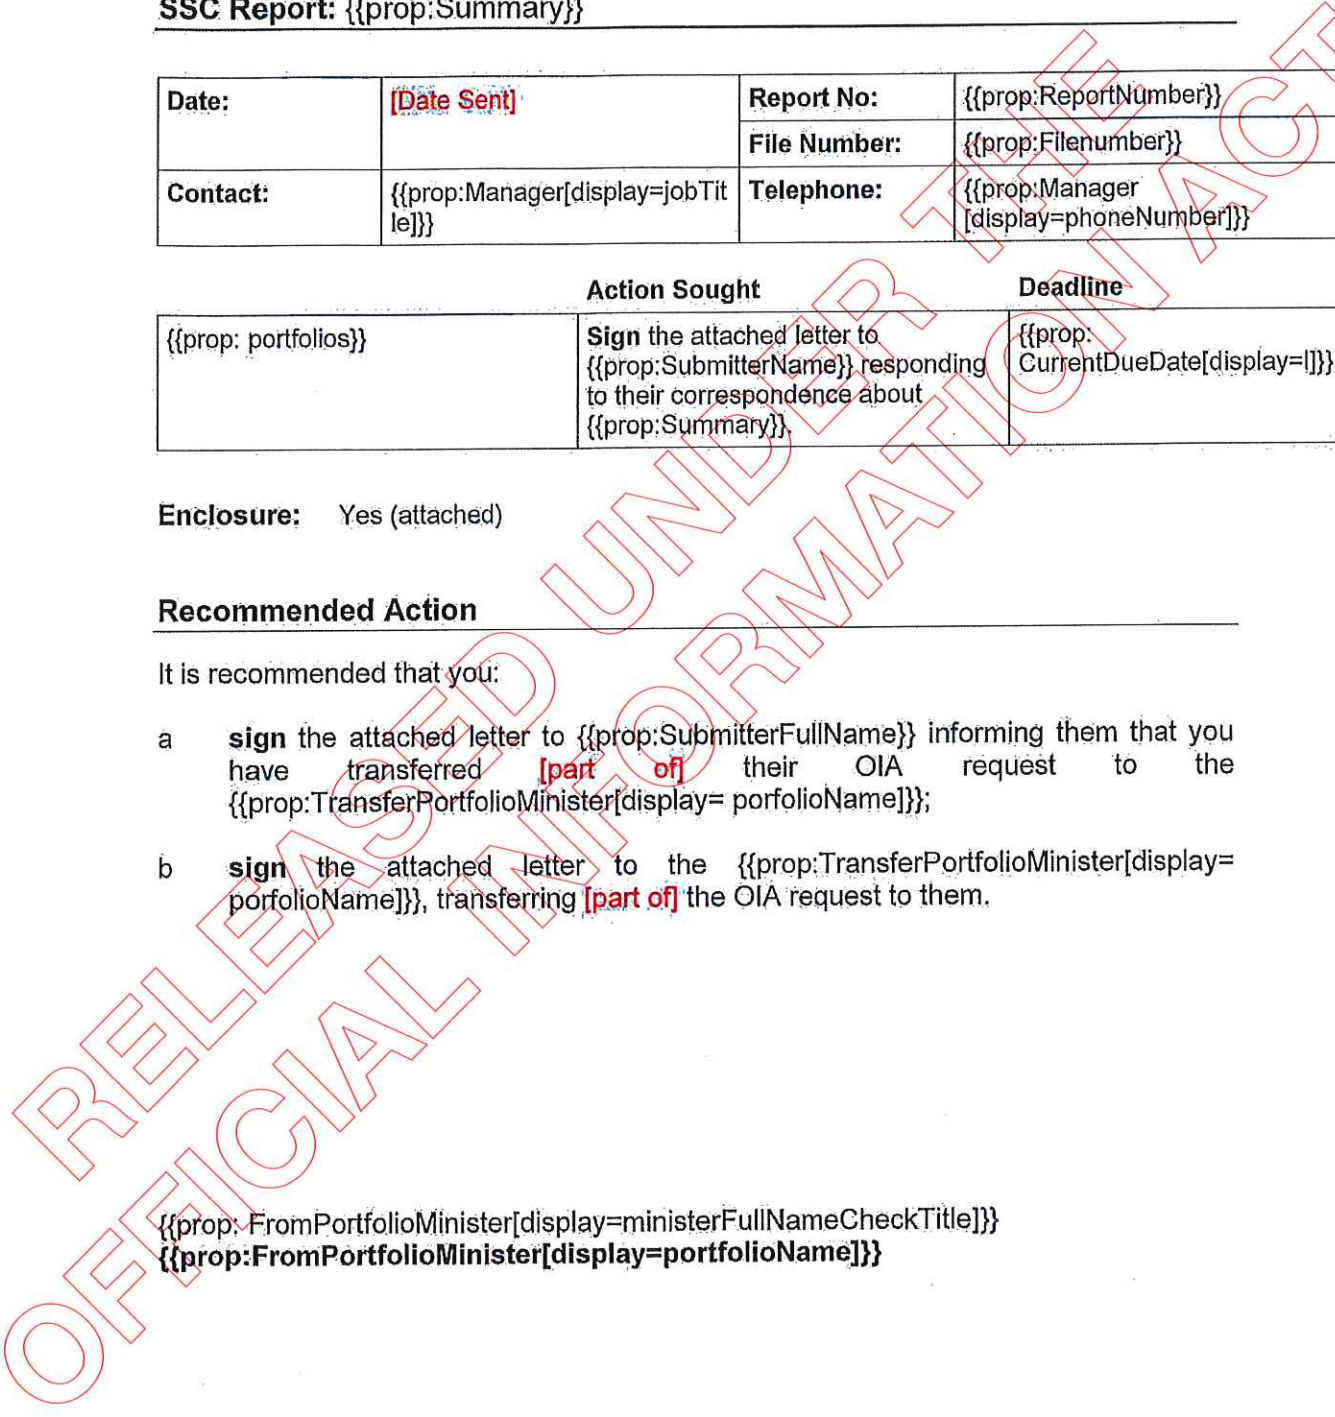 SSC Report: {{prop:Summary}}
Date: [Date Sent] Report No: {{prop:ReportNumber}}
File Number: {{prop:Filenumber}}
Contact: {{prop:Manager[display=jobTit Telephone: {{prop:Manager
le]}} [display=phoneNumber]}}
Action Sought Deadline
{{prop: portfolios}} Sign the attached letter to {{prop:
{{prop:SubmitterName}} responding CurrentDueDate[display=l]}}
to their correspondence about
{{prop:Summary}}.
Enclosure: Yes (attached)
Recommended Action
It is recommended that you:
a sign the attached letter to {{prop:SubmitterFullName}} informing them that you
have transferred [part of] their OIA request to the
{{prop:TransferPortfolioMinister[display= porfolioName]}};
b sign the attached letter to the {{prop:TransferPortfolioMinister[display=
porfolioName]}}, transferring [part of] the OIA request to them.
{{prop: FromPortfolioMinister[display=ministerFullNameCheckTitle]}}
{{prop:FromPortfolioMinister[display=portfolioName]}}
RELEASED UNDER THE
OFFICIAL INFORMATION ACT